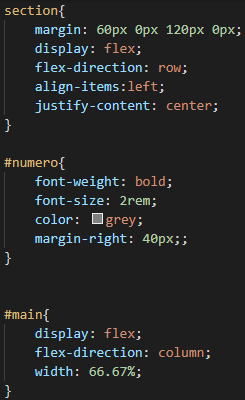 section{
margin: 60px 0px 120px 0px;
display: flex;
flex-direction: row;
align-items:left;
justify-content: center;
}
#numero{
font-weight: bold;
font-size: 2rem;
color: grey;
margin-right: 40px;;
}
#main{
display: flex;
flex-direction: column;
width: 66.67%;
}